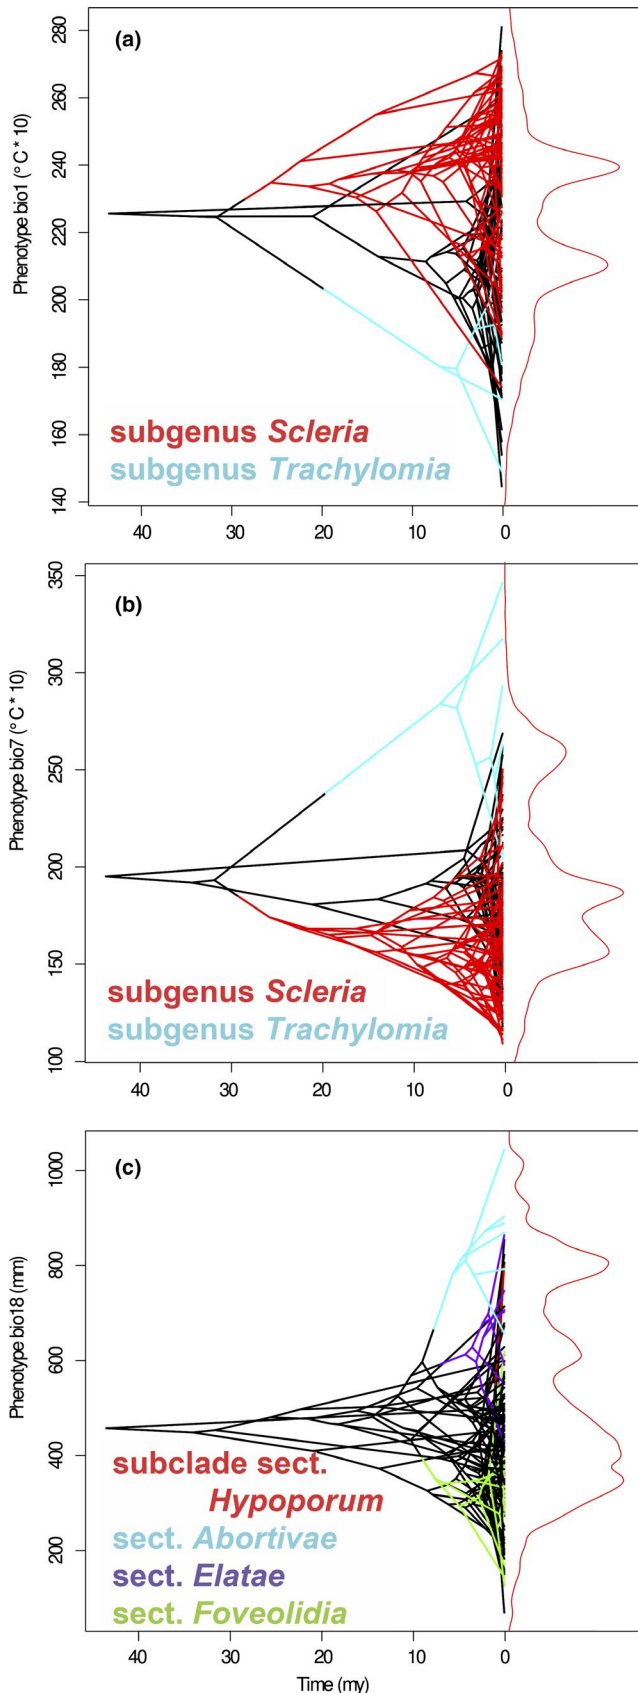 (a)
Phenotype bio1 (°C * 10)
280
260
240
220
200
180
160
140
subgenus Scleria
subgenus Trachylomia
40 30 20 10 0
(b)
Phenotype bio7 (°C * 10)
350
300
250
200
150
100
subgenus Scleria
subgenus Trachylomia
40 30 20 10 0
(c)
Phenotype bio18 (mm)
1000
800
600
400
200
subclade sect.
Hypoporum
sect. Abortivae
sect. Elatae
sect. Foveolidia
40 30 20 10 0
Time (my)